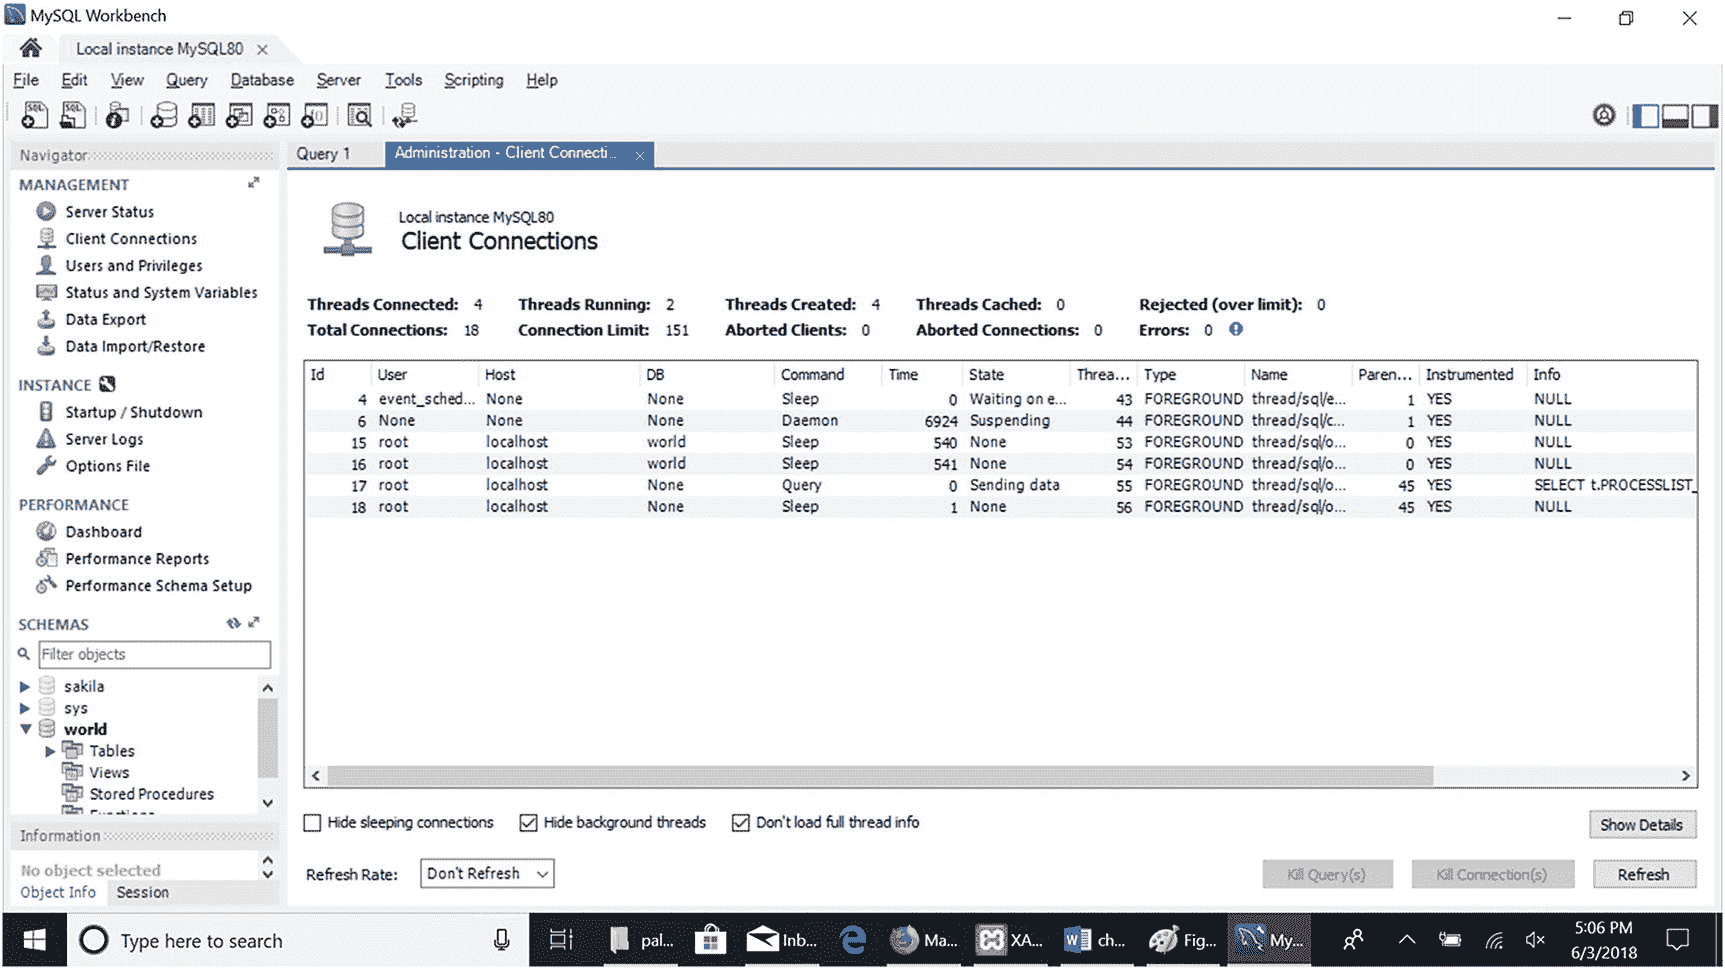 MySQL Workbench
Local instance MySQL80
File Edit View Query Database Server Tools Scripting Help
Navigator
Query 1
Administration - Client Connecti...
MANAGEMENT
Server Status
Client Connections
Users and Privileges
Status and System Variables
Data Export
Data Import/Restore
INSTANCE
Startup / Shutdown
Server Logs
Options File
PERFORMANCE
Dashboard
Performance Reports
Performance Schema Setup
SCHEMAS
Filter objects
sakila
sys
world
Tables
Views
Stored Procedures
Functions
Information
No object selected
Object Info Session
Local instance MySQL80
Client Connections
Threads Connected: 4 Threads Running: 2 Threads Created: 4 Threads Cached: 0 Rejected (over limit): 0
Total Connections: 18 Connection Limit: 151 Aborted Clients: 0 Aborted Connections: 0 Errors: 0
Id User Host DB Command Time State Threa... Type Name Paren... Instrumented Info
4 event_sched... None None Sleep 0 Waiting on e... 43 FOREGROUND thread/sql/e... 1 YES NULL
6 None None None Daemon 6924 Suspending 44 FOREGROUND thread/sql/c... 1 YES NULL
15 root localhost world Sleep 540 None 53 FOREGROUND thread/sql/o... 0 YES NULL
16 root localhost world Sleep 541 None 54 FOREGROUND thread/sql/o... 0 YES NULL
17 root localhost None Query 0 Sending data 55 FOREGROUND thread/sql/o... 45 YES SELECT t.PROCESSLIST_
18 root localhost None Sleep 1 None 56 FOREGROUND thread/sql/o... 45 YES NULL
Hide sleeping connections Hide background threads Don't load full thread info
Show Details
Refresh Rate: Don't Refresh
Kill Query(s) Kill Connection(s) Refresh
Type here to search
pal... Inb... Ma... XA... ch... Fig... My...
5:06 PM
6/3/2018